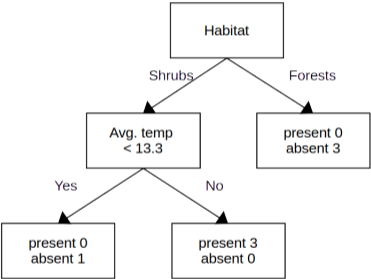 Habitat
Shrubs
Forests
Avg. temp
< 13.3
present 0
absent 3
Yes
No
present 0
absent 1
present 3
absent 0